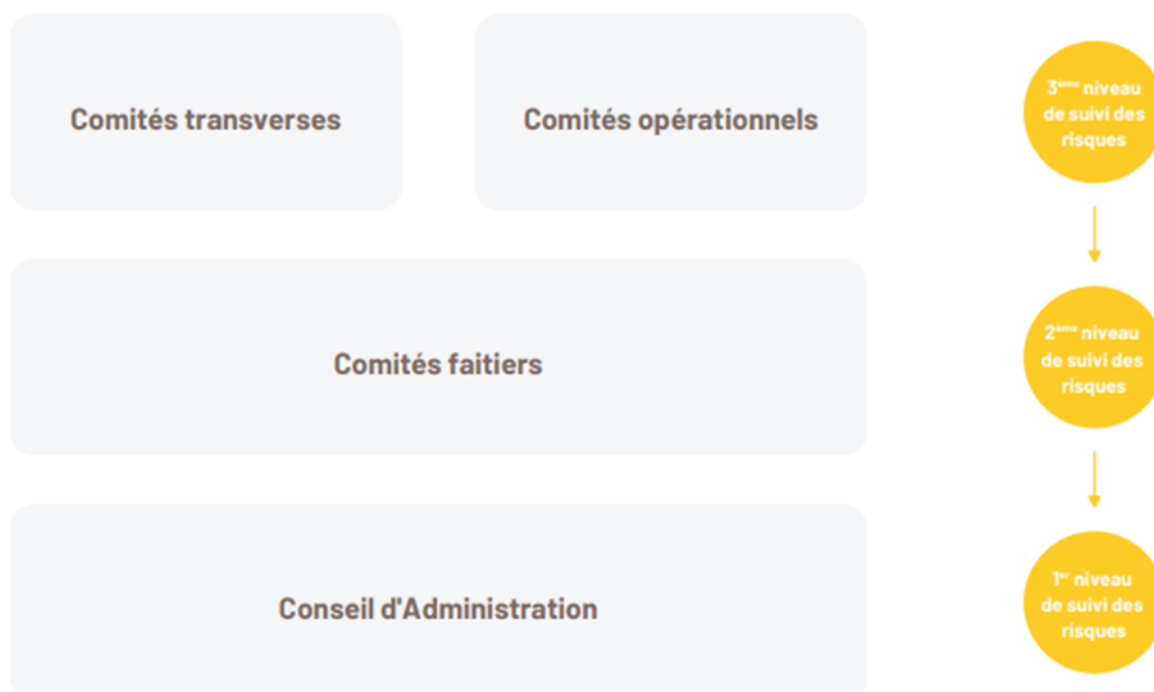 Comités transverses
Comités opérationnels
3ème niveau
de suivi des
risques
Comités faitiers
2ème niveau
de suivi des
risques
Conseil d'Administration
1er niveau
de suivi des
risques